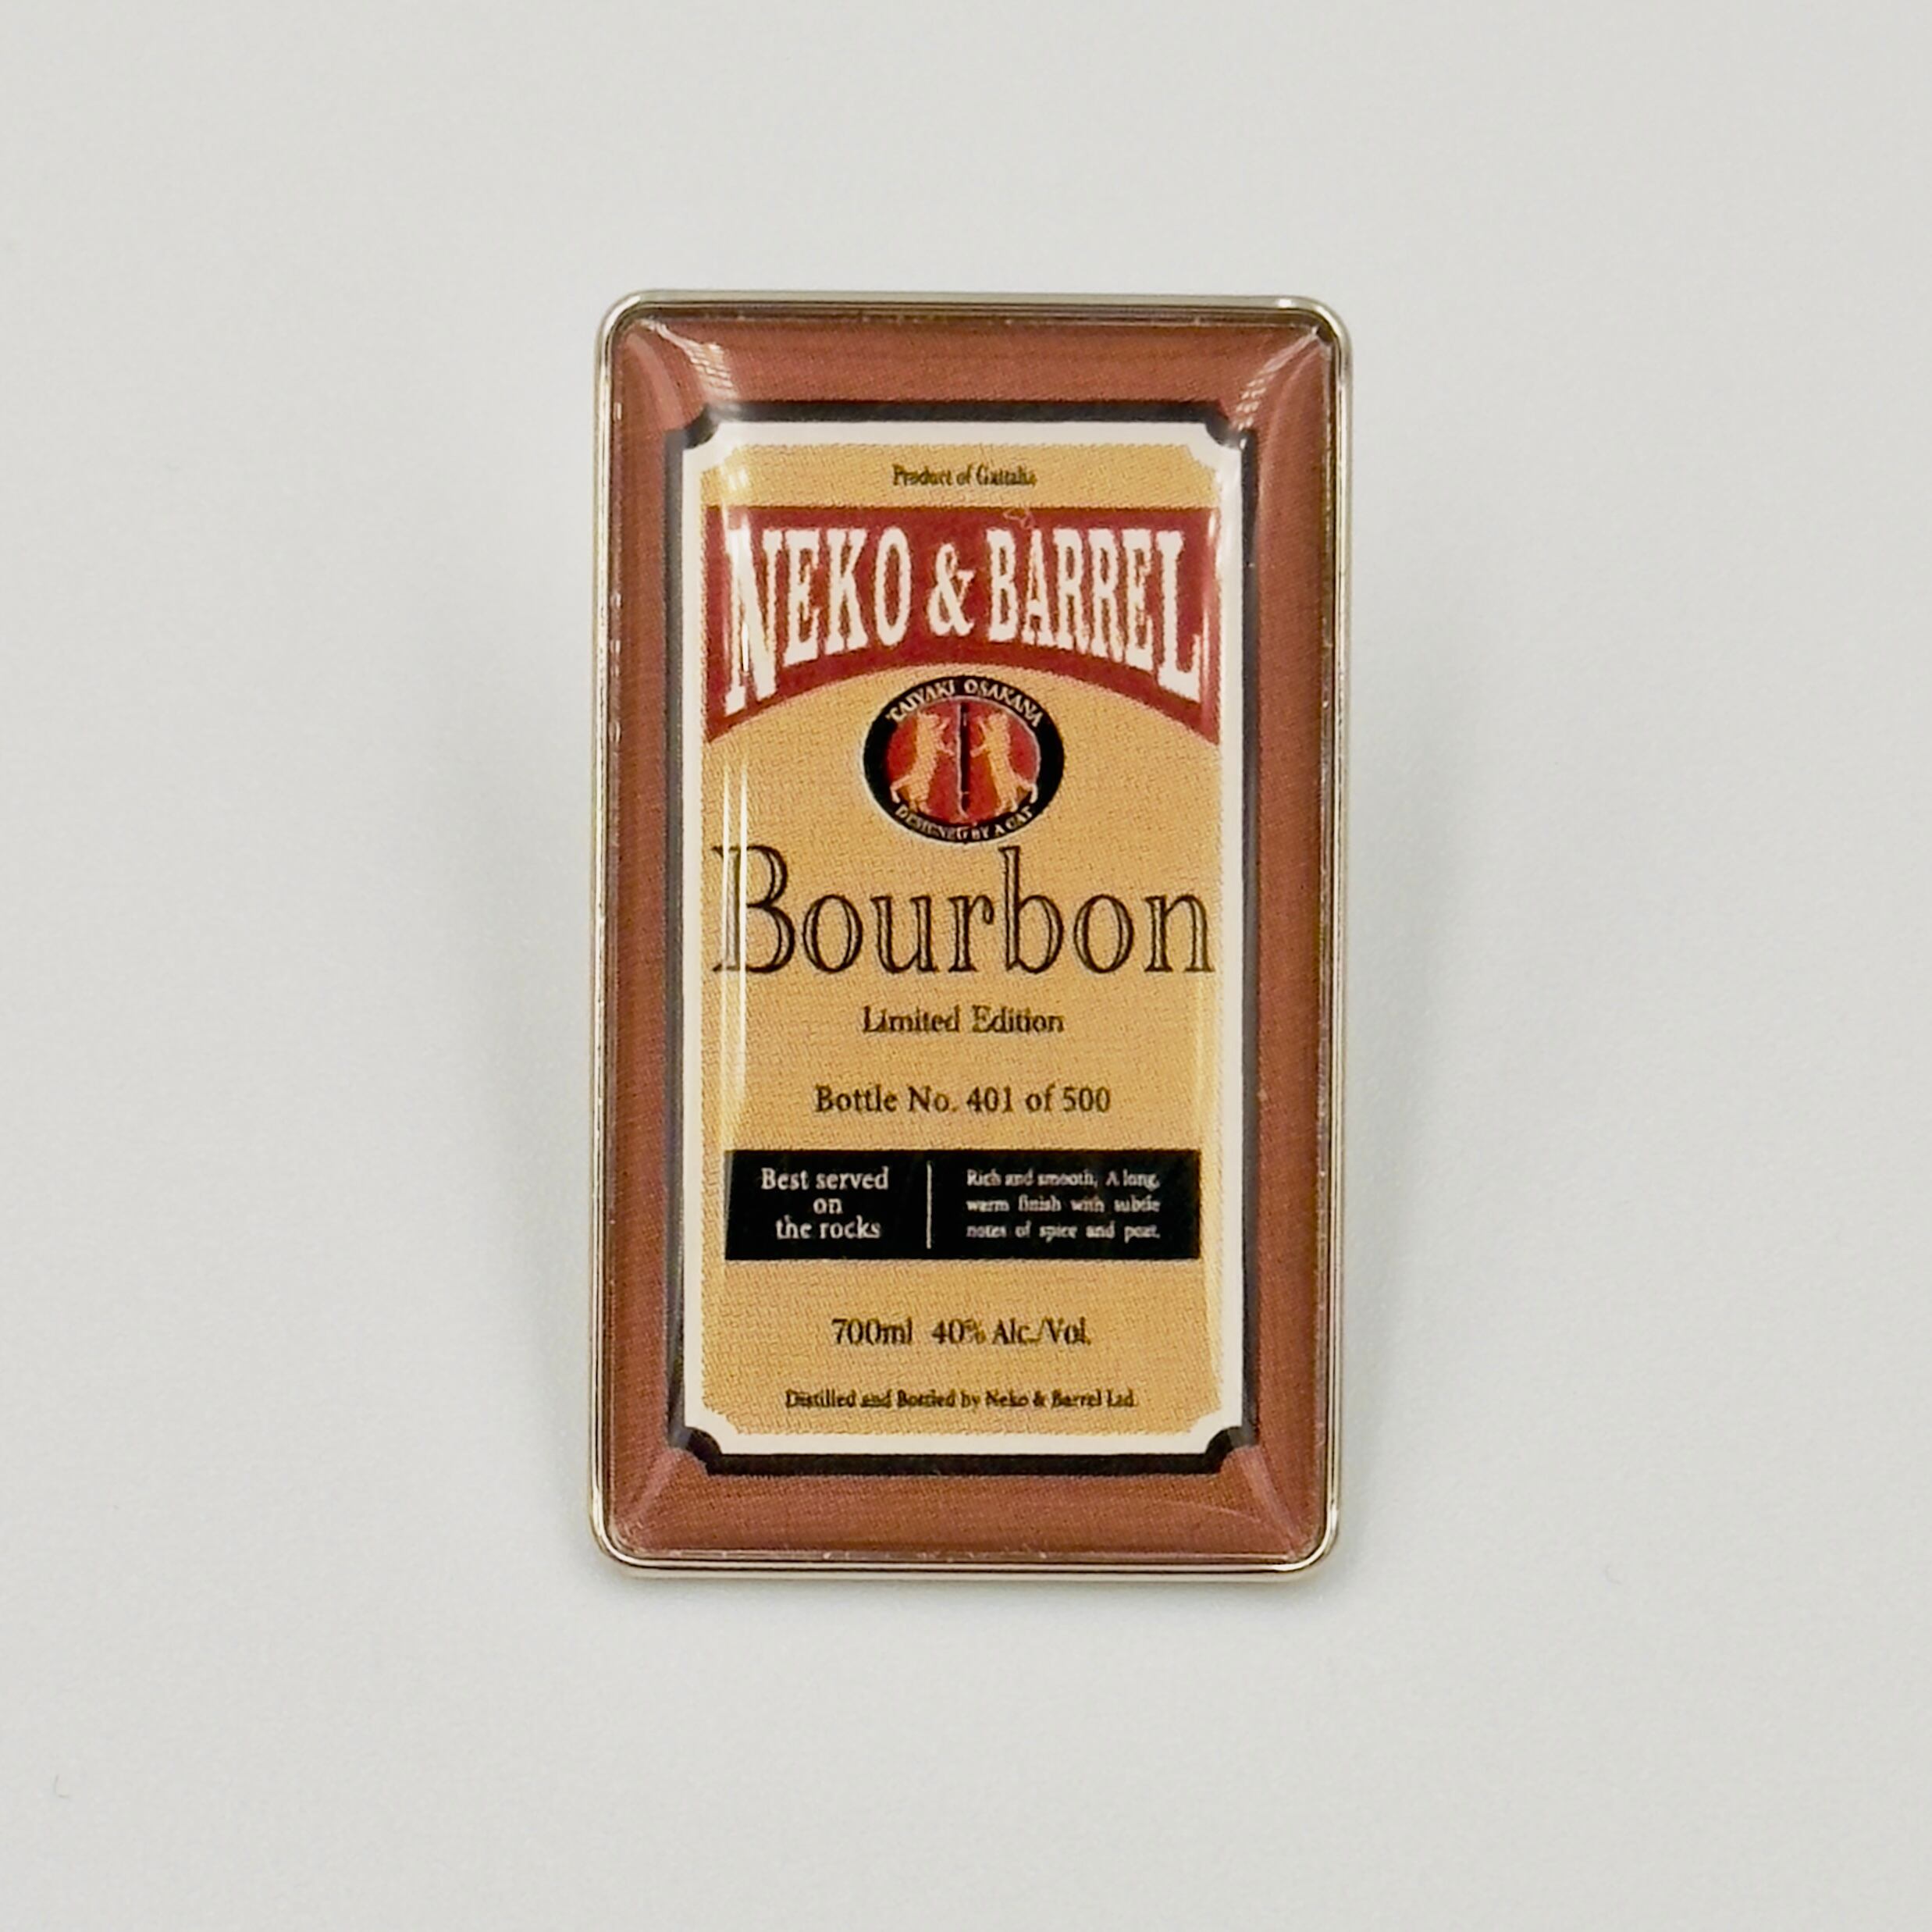 Product of Gattalia
NEKO & BARREL
TAIYAKI OSAKANA
DESIGNED BY A CAT
Bourbon
Limited Edition
Bottle No. 401 of 500
Best served
on
the rocks
Rich and smooth, A long,
warm finish with subtle
notes of spice and peat.
700ml 40% Alc./Vol.
Distilled and Bottled by Neko & Barrel Ltd.